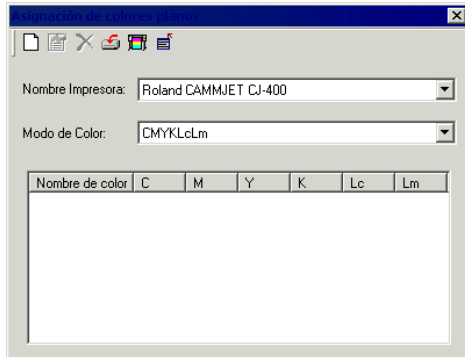 Asignación de colores planos
Nombre Impresora: Roland CAMMJET CJ-400
Modo de Color: CMYKLcLm
Nombre de color C M Y K Lc Lm